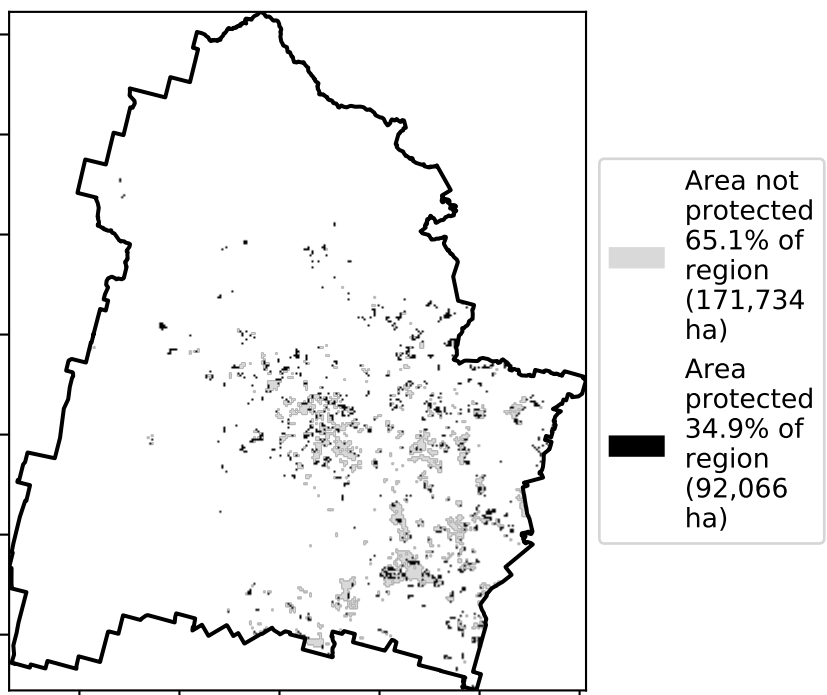 Area not
protected
65.1% of
region
(171,734
ha)
Area
protected
34.9% of
region
(92,066
ha)